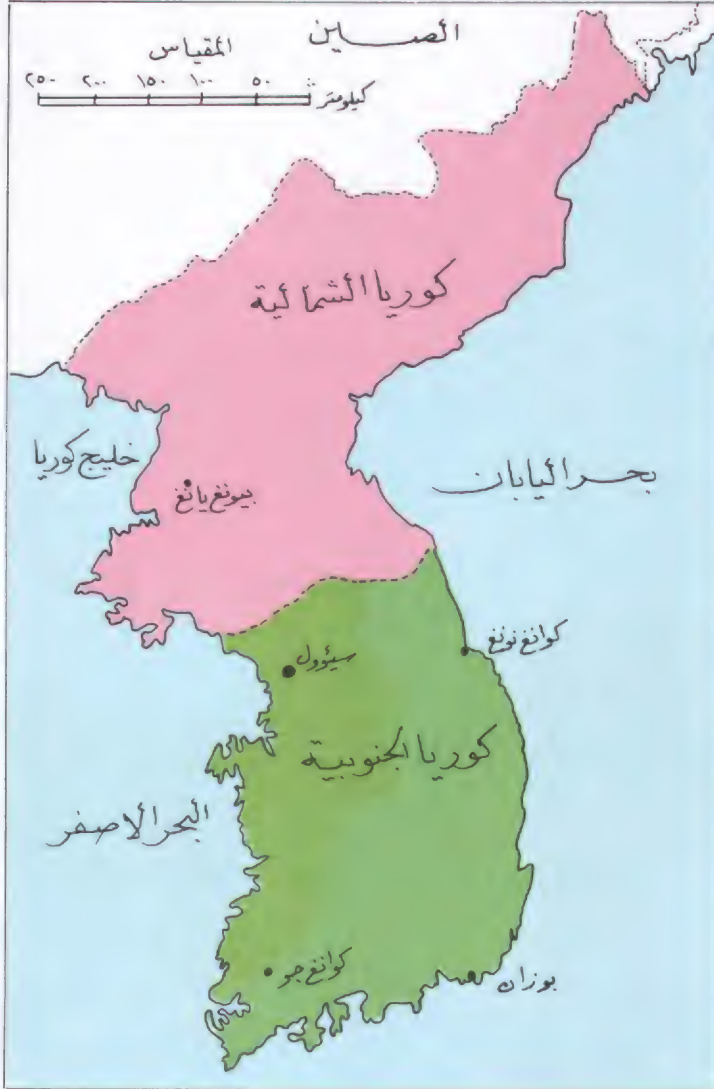 الصين
المقياس
٢٥٠ ٢٠٠ ١٥٠ ١٠٠ ٥٠ ٠
كيلومتر
كوريا الشمالية
خليج كوريا
بحر اليابان
بيونغ يانغ
كوانغ نونغ
سيئوول
كوريا الجنوبية
البحر الاصفر
كوانغ جو
بوزان